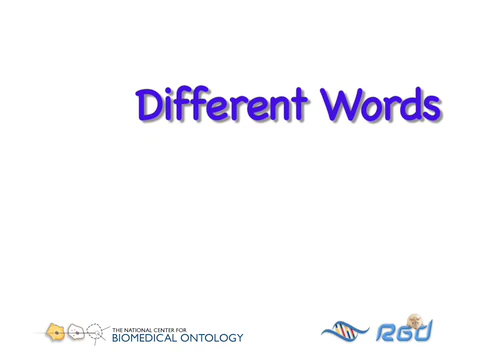 Different Words
THE NATIONAL CENTER FOR
BIOMEDICAL ONTOLOGY
RGD